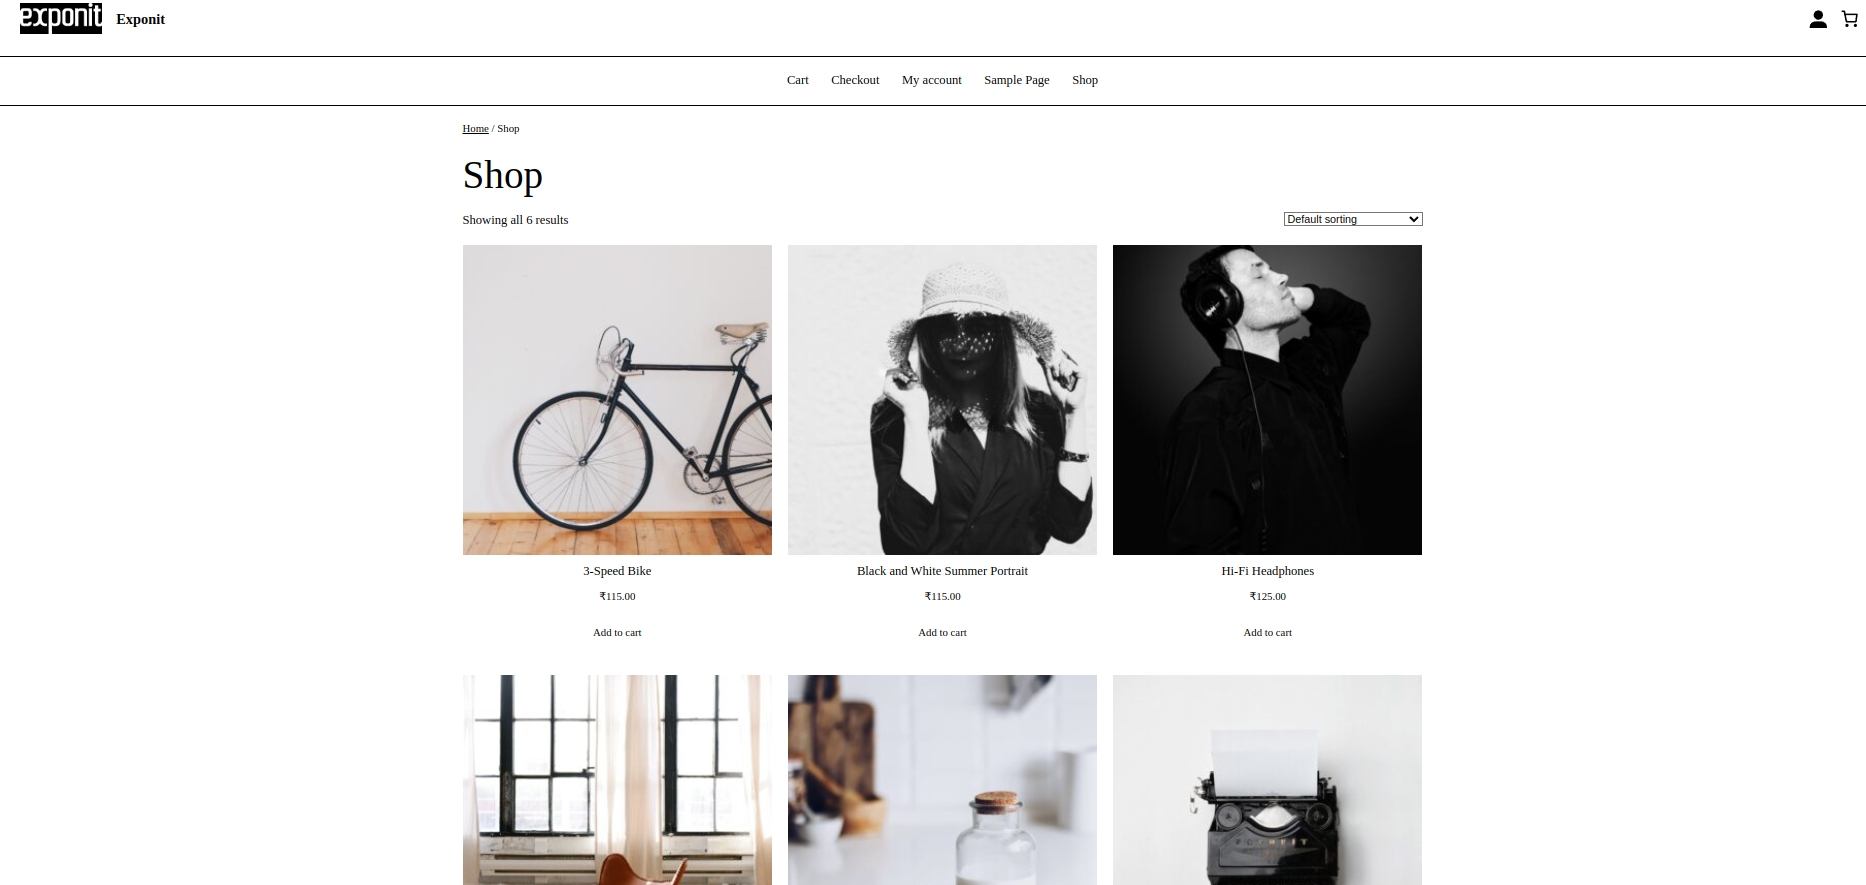 exponit Exponit
Cart Checkout My account Sample Page Shop
Home / Shop
Shop
Showing all 6 results Default sorting
3-Speed Bike Black and White Summer Portrait Hi-Fi Headphones
₹115.00 ₹115.00 ₹125.00
Add to cart Add to cart Add to cart